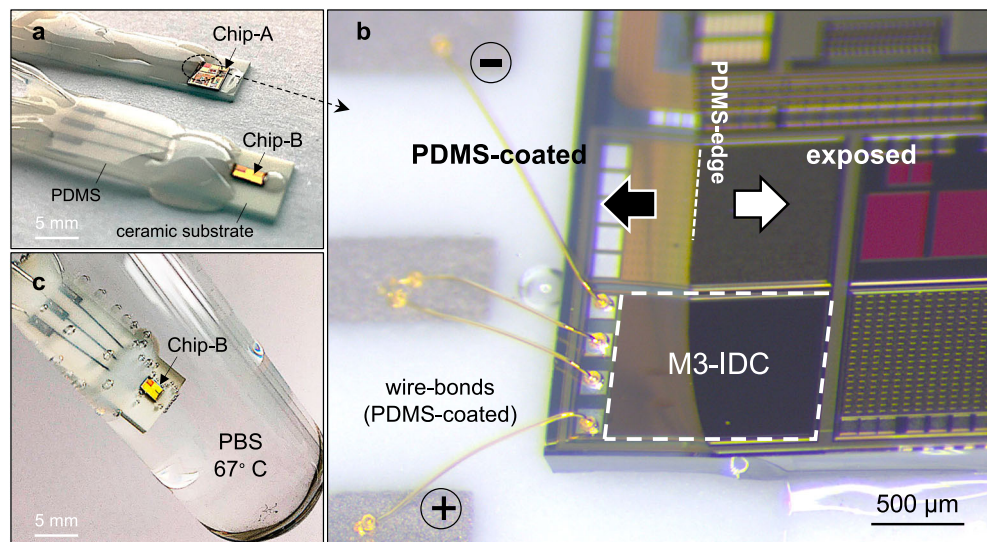 a
Chip-A
Chip-B
PDMS
5 mm
ceramic substrate
b
−
PDMS-coated
PDMS-edge
exposed
M3-IDC
wire-bonds
(PDMS-coated)
+
500 µm
c
Chip-B
PBS
67° C
5 mm